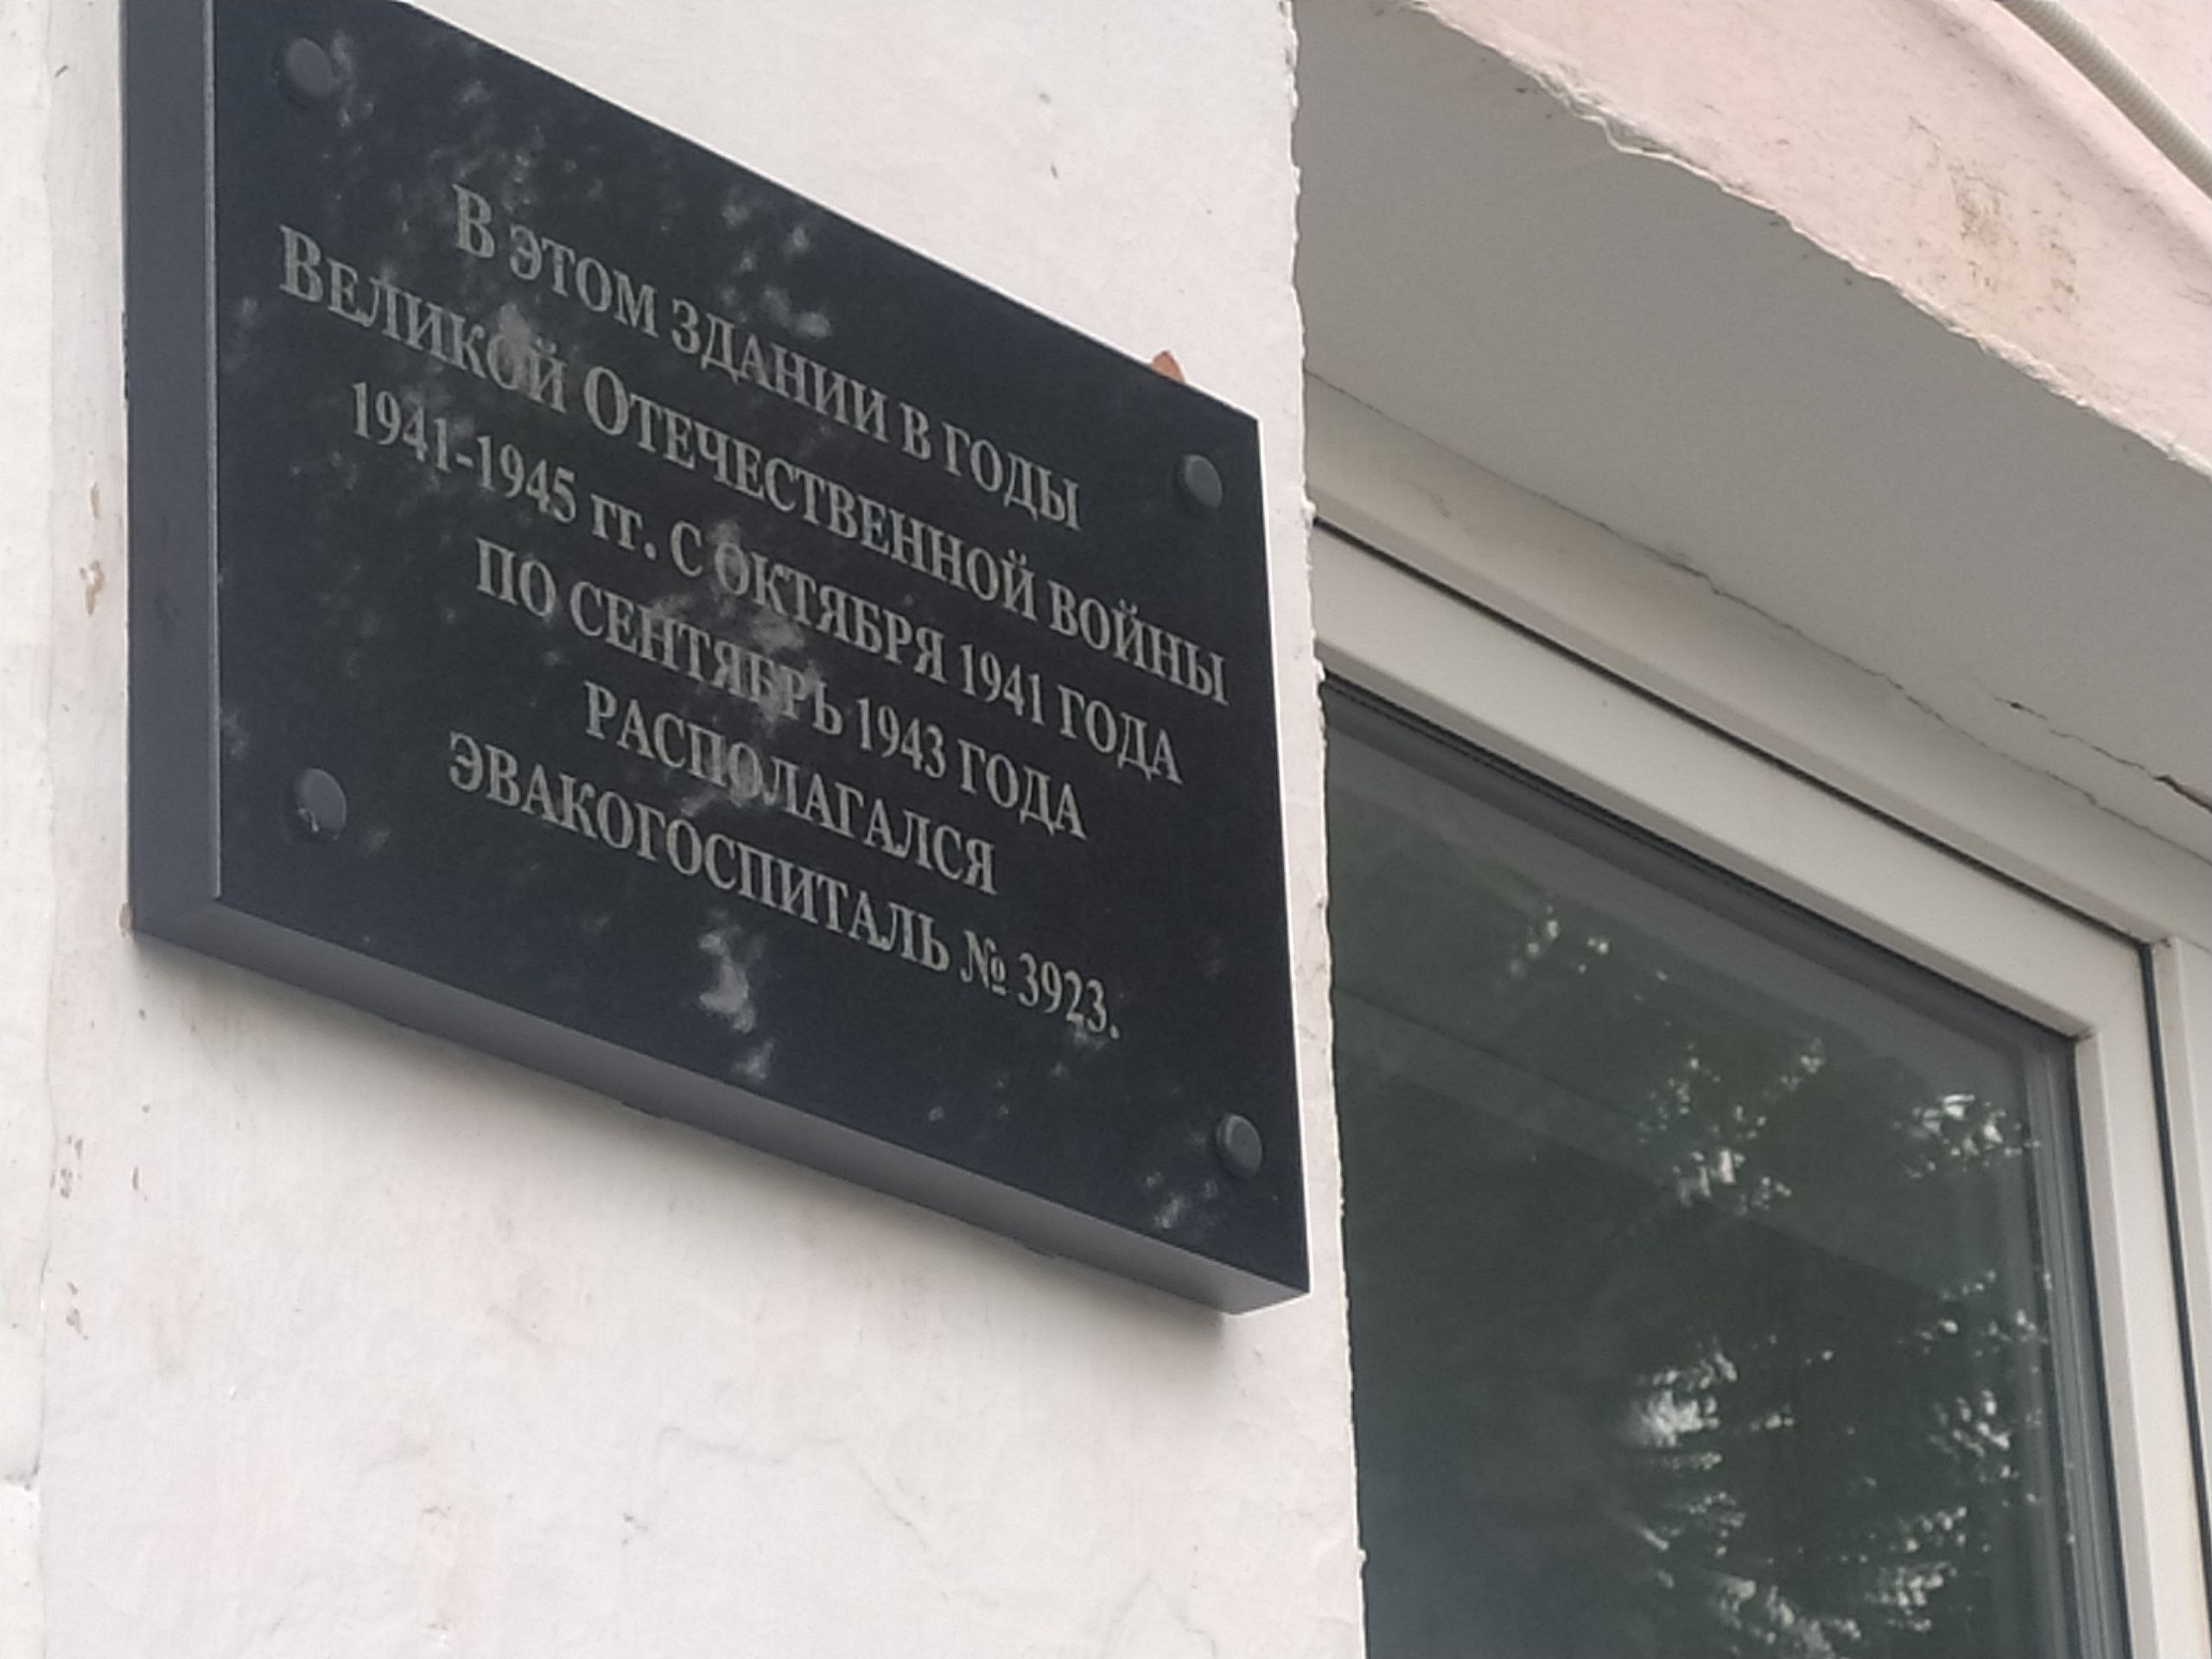 В ЭТОМ ЗДАНИИ В ГОДЫ
ВЕЛИКОЙ ОТЕЧЕСТВЕННОЙ ВОЙНЫ
1941-1945 гг. С ОКТЯБРЯ 1941 ГОДА
ПО СЕНТЯБРЬ 1943 ГОДА
РАСПОЛАГАЛСЯ
ЭВАКОГОСПИТАЛЬ № 3923.